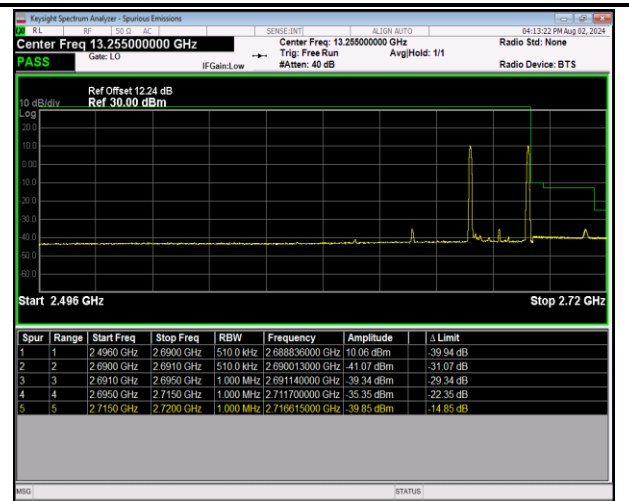 Keysight Spectrum Analyzer - Spurious Emissions
RL RF 50 Ω AC SENSE:INT ALIGN AUTO 04:13:22 PM Aug 02, 2024
Center Freq 13.255000000 GHz Center Freq: 13.255000000 GHz Radio Std: None
PASS Gate: LO Trig: Free Run Avg|Hold: 1/1
IFGain:Low #Atten: 40 dB Radio Device: BTS
Ref Offset 12.24 dB
10 dB/div Ref 30.00 dBm
Log
20.0
10.0
0.00
-10.0
-20.0
-30.0
-40.0
-50.0
-60.0
Start 2.496 GHz Stop 2.72 GHz
Spur Range Start Freq Stop Freq RBW Frequency Amplitude Δ Limit
1 1 2.4960 GHz 2.6900 GHz 510.0 kHz 2.688836000 GHz 10.06 dBm -39.94 dB
2 2 2.6900 GHz 2.6910 GHz 510.0 kHz 2.690013000 GHz -41.07 dBm -31.07 dB
3 3 2.6910 GHz 2.6950 GHz 1.000 MHz 2.691140000 GHz -39.34 dBm -29.34 dB
4 4 2.6950 GHz 2.7150 GHz 1.000 MHz 2.711700000 GHz -35.35 dBm -22.35 dB
5 5 2.7150 GHz 2.7200 GHz 1.000 MHz 2.716615000 GHz -39.85 dBm -14.85 dB
MSG STATUS